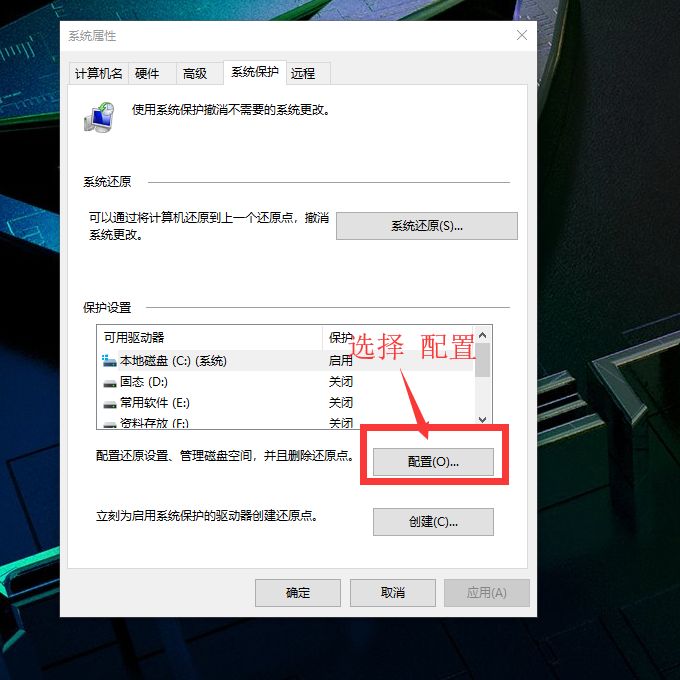 系统属性
计算机名 硬件 高级 系统保护 远程
使用系统保护撤消不需要的系统更改。
系统还原
可以通过将计算机还原到上一个还原点，撤消
系统更改。
系统还原(S)...
保护设置
可用驱动器 保护
选择 配置
本地磁盘 (C:) (系统) 启用
固态 (D:) 关闭
常用软件 (E:) 关闭
资料存放 (F:) 关闭
配置还原设置、管理磁盘空间，并且删除还原点。
配置(O)...
立刻为启用系统保护的驱动器创建还原点。
创建(C)...
确定 取消 应用(A)